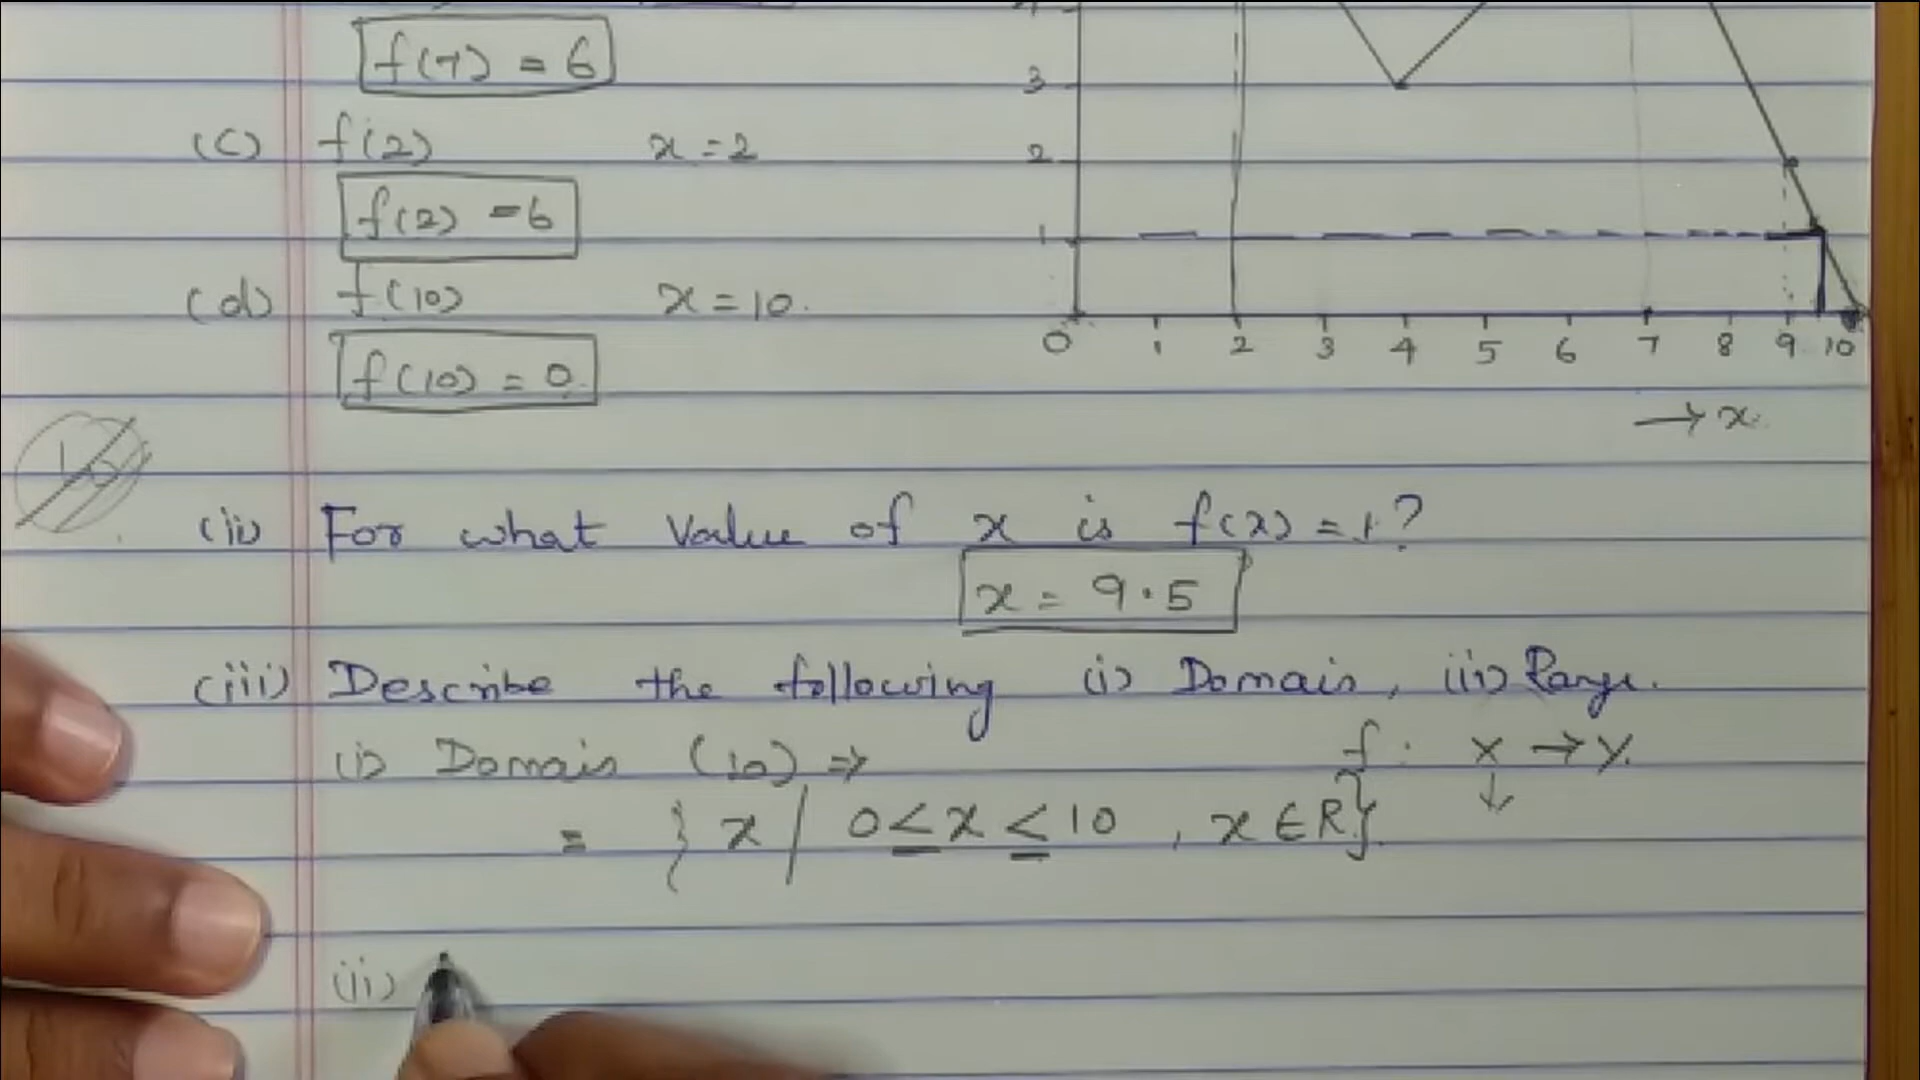 f(7) = 6
(c) f(2) x = 2
f(2) = 6
(d) f(10) x = 10.
f(10) = 0.
3
2
1
0 1 2 3 4 5 6 7 8 9 10
→ x.
(ii) For what value of x is f(x) = 1?
x = 9.5
(iii) Describe the following (i) Domain, (ii) Range.
(i) Domain (10) ⇒ f: X → Y.
↓
= { x / 0 ≤ x ≤ 10 , x ∈ R}.
(ii)